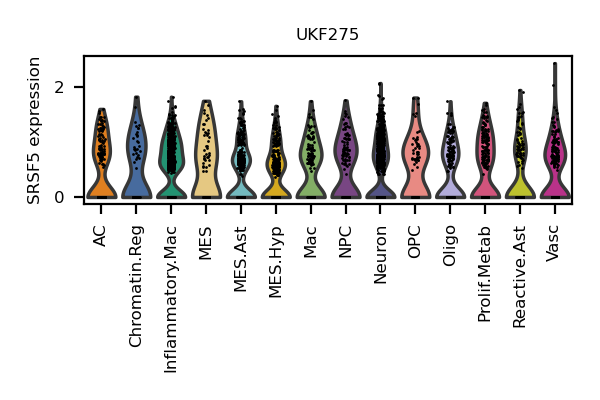 UKF275
SRSF5 expression
2
0
AC
Chromatin.Reg
Inflammatory.Mac
MES
MES.Ast
MES.Hyp
Mac
NPC
Neuron
OPC
Oligo
Prolif.Metab
Reactive.Ast
Vasc